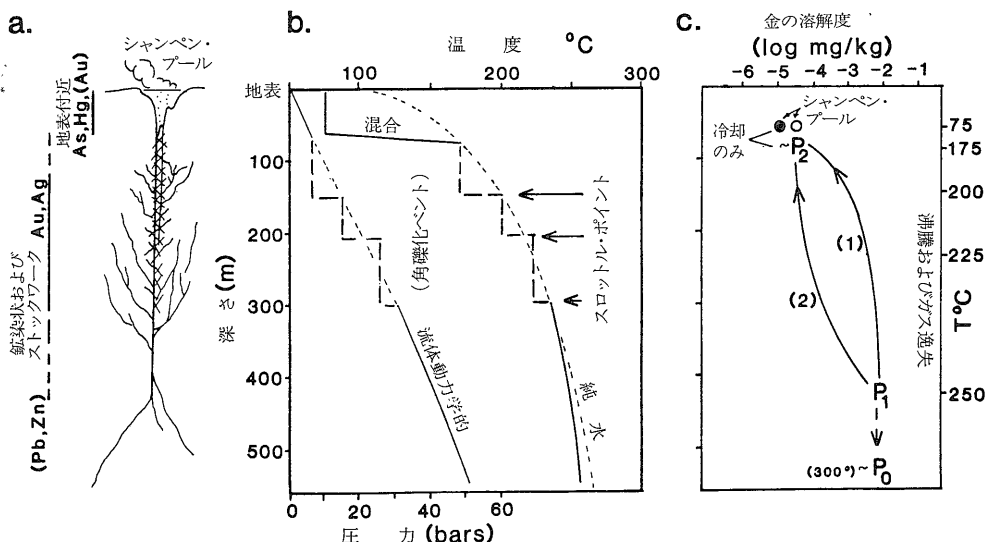 a.
シャンペン・
プール
地表付近
As,Hg,(Au)
鉱染状および
ストックワーク
Au,Ag
(Pb,Zn)
b.
温 度 °C
100 200 300
地表
100
200
300
400
500
深 さ (m)
混合
(角礫化ベント)
スロットル・ポイント
流体動力学的
純 水
0 20 40 60
圧 力 (bars)
c.
金の溶解度
(log mg/kg)
-6 -5 -4 -3 -2 -1
シャンペン・
プール
冷却
のみ
~P2
75
175
200
225
250
(1)
(2)
P1
(300°)~P0
沸騰およびガス逸失
T°C